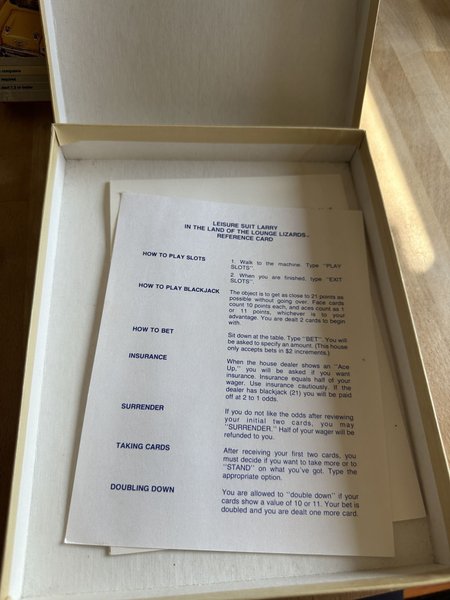 LEISURE SUIT LARRY
IN THE LAND OF THE LOUNGE LIZARDS™
REFERENCE CARD
HOW TO PLAY SLOTS
1. Walk to the machine. Type "PLAY
SLOTS"
2. When you are finished, type "EXIT
SLOTS".
HOW TO PLAY BLACKJACK
The object is to get as close to 21 points as
possible without going over. Face cards
count 10 points each, and aces count as 1
or 11 points, whichever is to your
advantage. You are dealt 2 cards to begin
with.
HOW TO BET
Sit down at the table. Type "BET". You will
be asked to specify an amount. (This house
only accepts bets in $2 increments.)
INSURANCE
When the house dealer shows an "Ace
Up," you will be asked if you want
insurance. Insurance equals half of your
wager. Use insurance cautiously. If the
dealer has blackjack (21) you will be paid
off at 2 to 1 odds.
SURRENDER
If you do not like the odds after reviewing
your initial two cards, you may
"SURRENDER." Half of your wager will be
refunded to you.
TAKING CARDS
After receiving your first two cards, you
must decide if you want to take more or to
"STAND" on what you've got. Type the
appropriate option.
DOUBLING DOWN
You are allowed to "double down" if your
cards show a value of 10 or 11. Your bet is
doubled and you are dealt one more card.